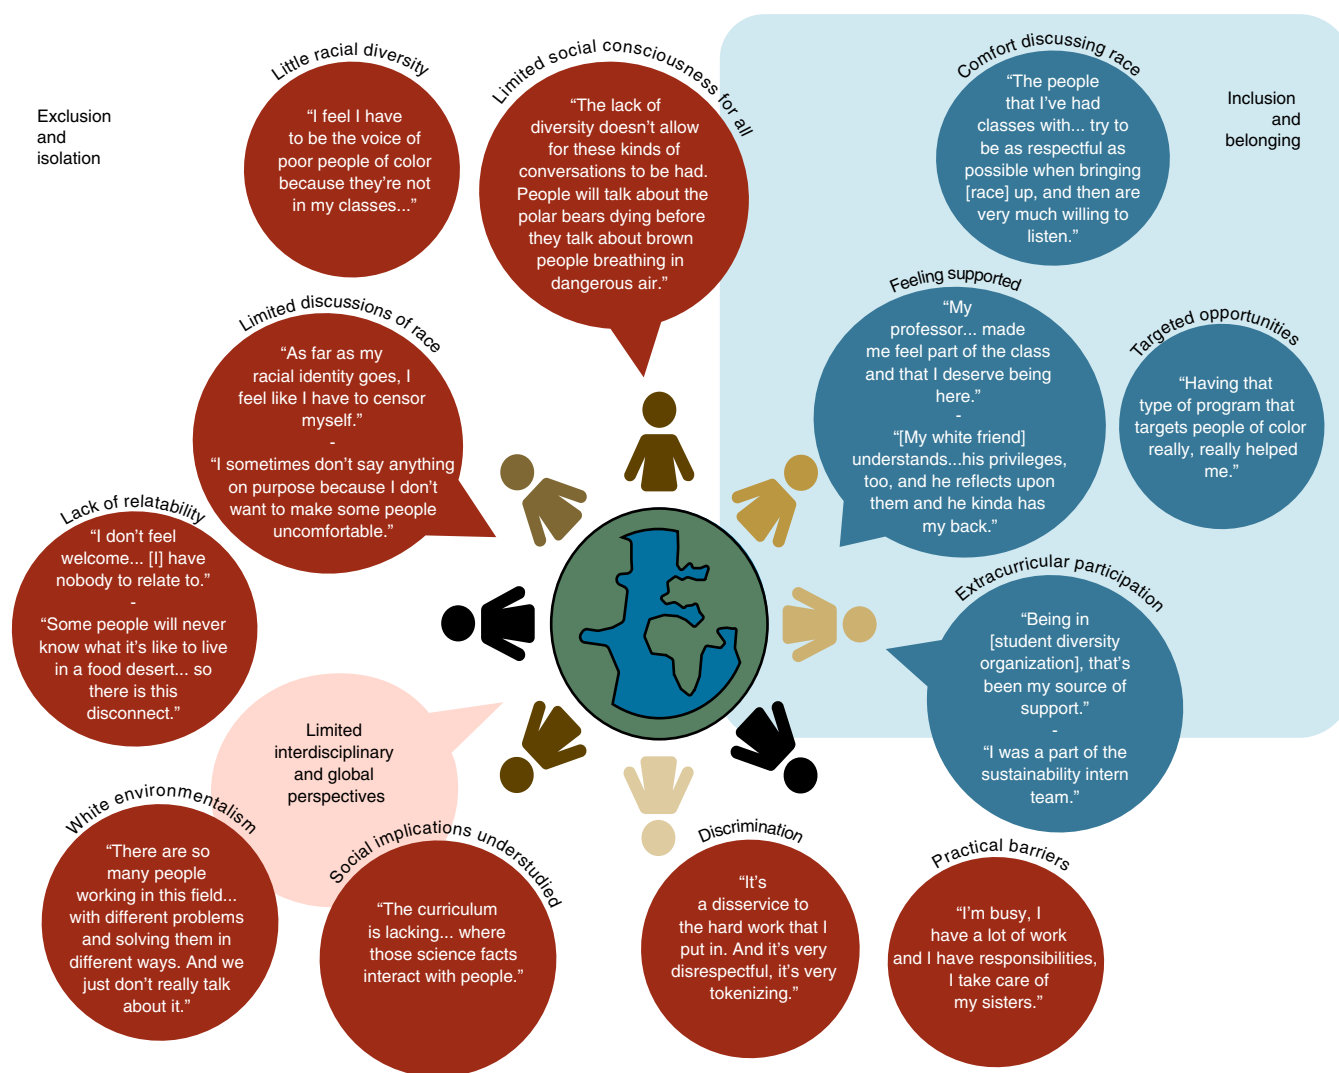 Exclusion
and
isolation
Little racial diversity
“I feel I have
to be the voice of
poor people of color
because they’re not
in my classes...”
Limited social consciousness for all
“The lack of
diversity doesn’t allow
for these kinds of
conversations to be had.
People will talk about the
polar bears dying before
they talk about brown
people breathing in
dangerous air.”
Comfort discussing race
“The people
that I’ve had
classes with... try to
be as respectful as
possible when bringing
[race] up, and then are
very much willing to
listen.”
Inclusion
and
belonging
Limited discussions of race
“As far as my
racial identity goes, I
feel like I have to censor
myself.”
-
“I sometimes don’t say anything
on purpose because I don’t
want to make some people
uncomfortable.”
Feeling supported
“My
professor... made
me feel part of the class
and that I deserve being
here.”
-
“[My white friend]
understands...his privileges,
too, and he reflects upon
them and he kinda has
my back.”
Targeted opportunities
“Having that
type of program that
targets people of color
really, really helped
me.”
Lack of relatability
“I don’t feel
welcome... [I] have
nobody to relate to.”
-
“Some people will never
know what it’s like to live
in a food desert... so
there is this
disconnect.”
Extracurricular participation
“Being in
[student diversity
organization], that’s
been my source of
support.”
-
“I was a part of the
sustainability intern
team.”
Limited
interdisciplinary
and global
perspectives
White environmentalism
“There are so
many people
working in this field...
with different problems
and solving them in
different ways. And we
just don’t really talk
about it.”
Social implications understudied
“The curriculum
is lacking... where
those science facts
interact with people.”
Discrimination
“It’s
a disservice to
the hard work that I
put in. And it’s very
disrespectful, it’s very
tokenizing.”
Practical barriers
“I’m busy, I
have a lot of work
and I have responsibilities,
I take care of
my sisters.”